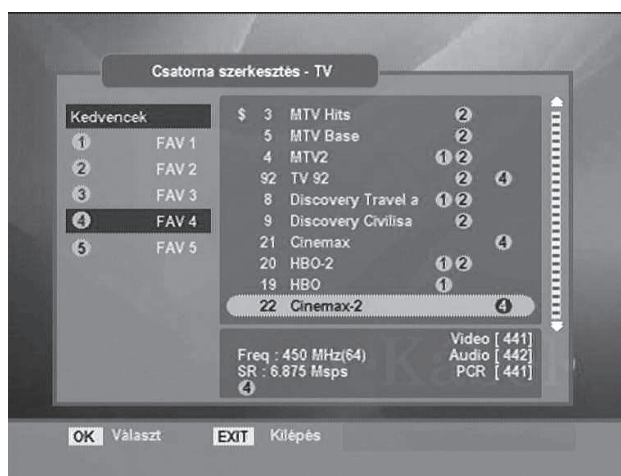 Csatorna szerkesztés - TV
Kedvencek
1 FAV 1
2 FAV 2
3 FAV 3
4 FAV 4
5 FAV 5
$ 3 MTV Hits 2
5 MTV Base 2
4 MTV2 1 2
92 TV 92 2 4
8 Discovery Travel a 1 2
9 Discovery Civilisa 2
21 Cinemax 4
20 HBO-2 1 2
19 HBO 1
22 Cinemax-2 4
Freq : 450 MHz(64)
SR : 6.875 Msps
4
Video [ 441]
Audio [ 442]
PCR [ 441]
OK Választ EXIT Kilépés